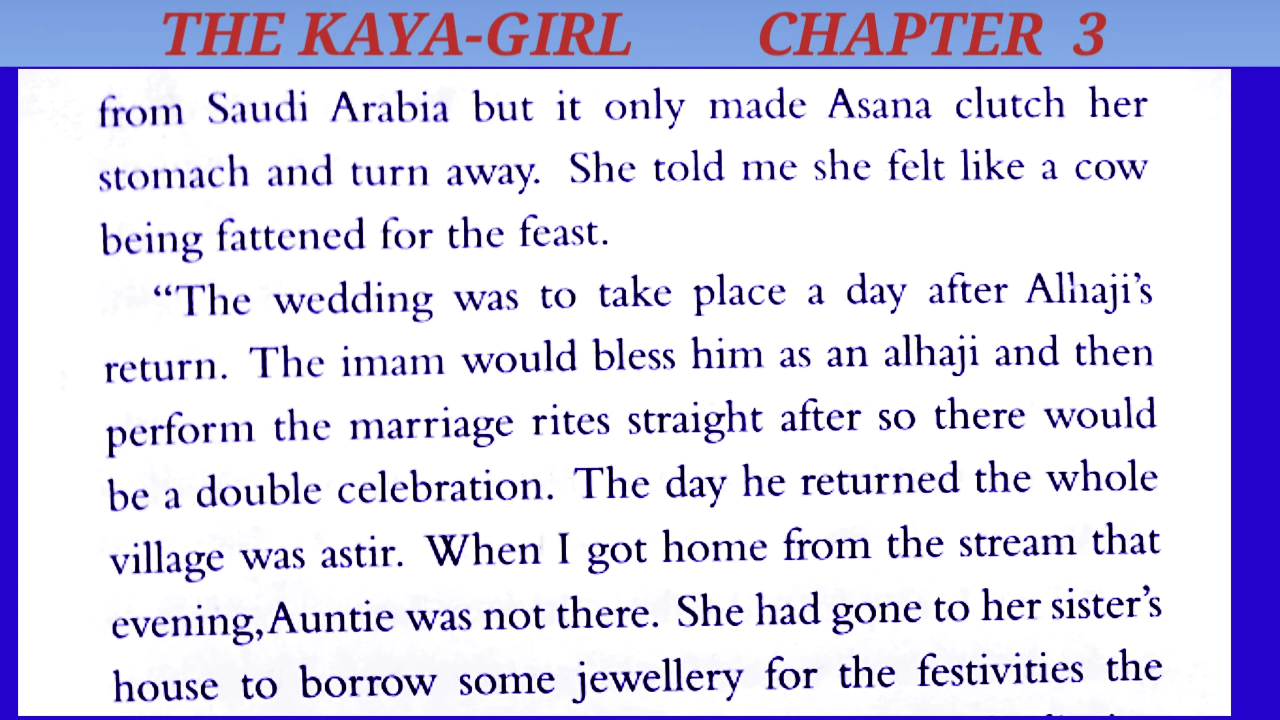 THE KAYA-GIRL CHAPTER 3
from Saudi Arabia but it only made Asana clutch her
stomach and turn away. She told me she felt like a cow
being fattened for the feast.
“The wedding was to take place a day after Alhaji’s
return. The imam would bless him as an alhaji and then
perform the marriage rites straight after so there would
be a double celebration. The day he returned the whole
village was astir. When I got home from the stream that
evening,Auntie was not there. She had gone to her sister’s
house to borrow some jewellery for the festivities the